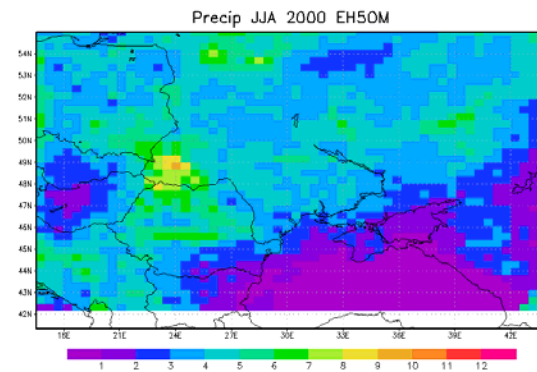 Precip JJA 2000 EH5OM
54N
53N
52N
51N
50N
49N
48N
47N
46N
45N
44N
43N
42N
18E 21E 24E 27E 30E 33E 36E 39E 42E
1 2 3 4 5 6 7 8 9 10 11 12